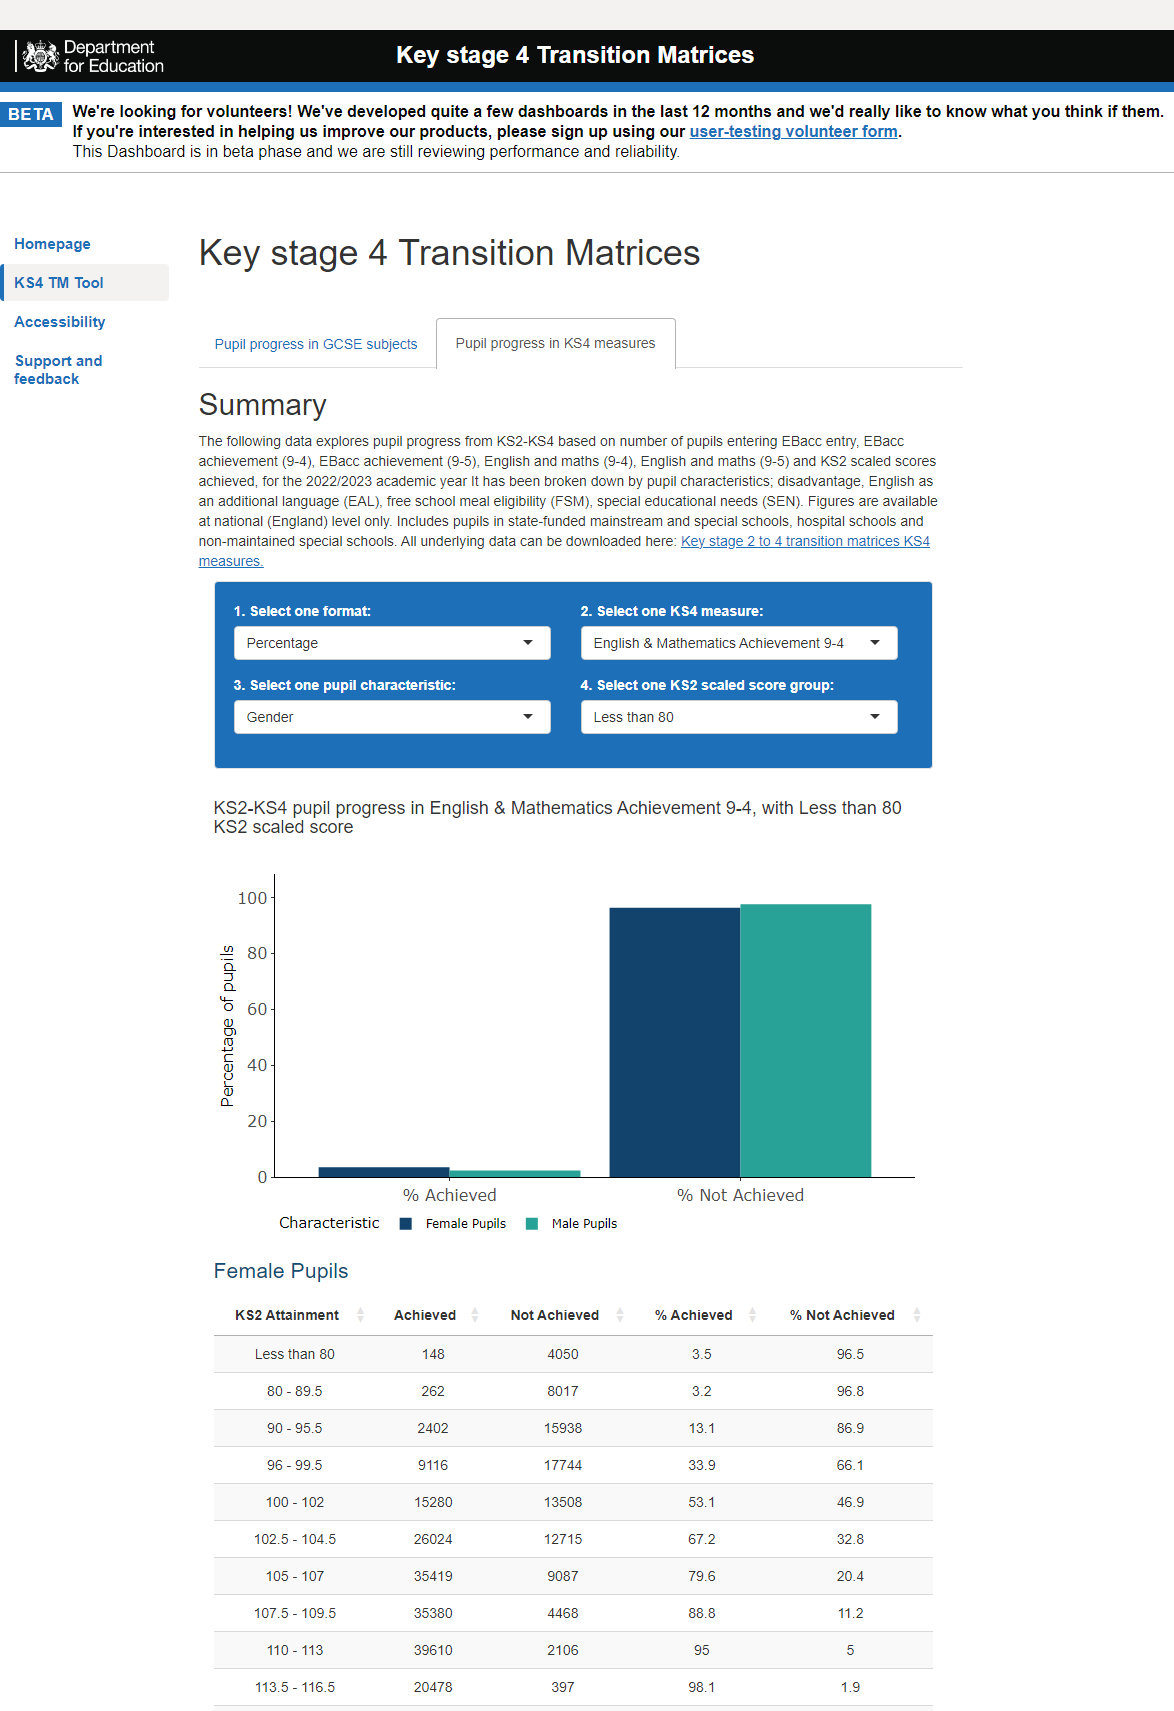 Department
for Education
Key stage 4 Transition Matrices
BETA
We're looking for volunteers! We've developed quite a few dashboards in the last 12 months and we'd really like to know what you think if them.
If you're interested in helping us improve our products, please sign up using our user-testing volunteer form.
This Dashboard is in beta phase and we are still reviewing performance and reliability.
Homepage
KS4 TM Tool
Accessibility
Support and
feedback
Key stage 4 Transition Matrices
Pupil progress in GCSE subjects
Pupil progress in KS4 measures
Summary
The following data explores pupil progress from KS2-KS4 based on number of pupils entering EBacc entry, EBacc
achievement (9-4), EBacc achievement (9-5), English and maths (9-4), English and maths (9-5) and KS2 scaled scores
achieved, for the 2022/2023 academic year It has been broken down by pupil characteristics; disadvantage, English as
an additional language (EAL), free school meal eligibility (FSM), special educational needs (SEN). Figures are available
at national (England) level only. Includes pupils in state-funded mainstream and special schools, hospital schools and
non-maintained special schools. All underlying data can be downloaded here: Key stage 2 to 4 transition matrices KS4
measures.
1. Select one format:
Percentage
2. Select one KS4 measure:
English & Mathematics Achievement 9-4
3. Select one pupil characteristic:
Gender
4. Select one KS2 scaled score group:
Less than 80
KS2-KS4 pupil progress in English & Mathematics Achievement 9-4, with Less than 80
KS2 scaled score
Percentage of pupils
100
80
60
40
20
0
% Achieved
% Not Achieved
Characteristic Female Pupils Male Pupils
Female Pupils
KS2 Attainment Achieved Not Achieved % Achieved % Not Achieved
Less than 80 148 4050 3.5 96.5
80 - 89.5 262 8017 3.2 96.8
90 - 95.5 2402 15938 13.1 86.9
96 - 99.5 9116 17744 33.9 66.1
100 - 102 15280 13508 53.1 46.9
102.5 - 104.5 26024 12715 67.2 32.8
105 - 107 35419 9087 79.6 20.4
107.5 - 109.5 35380 4468 88.8 11.2
110 - 113 39610 2106 95 5
113.5 - 116.5 20478 397 98.1 1.9